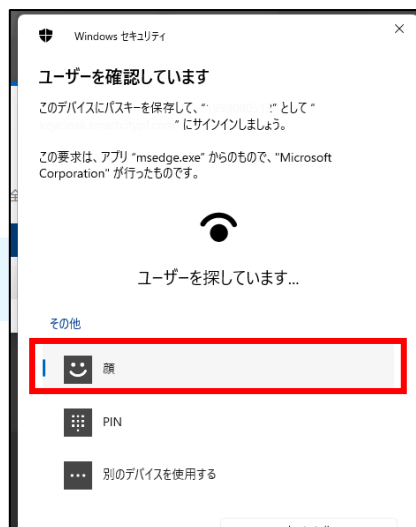 Windows セキュリティ
ユーザーを確認しています
このデバイスにパスキーを保存して、“ ” として “
” にサインインしましょう。
この要求は、アプリ “msedge.exe” からのもので、"Microsoft
Corporation" が行ったものです。
ユーザーを探しています...
その他
顔
PIN
別のデバイスを使用する